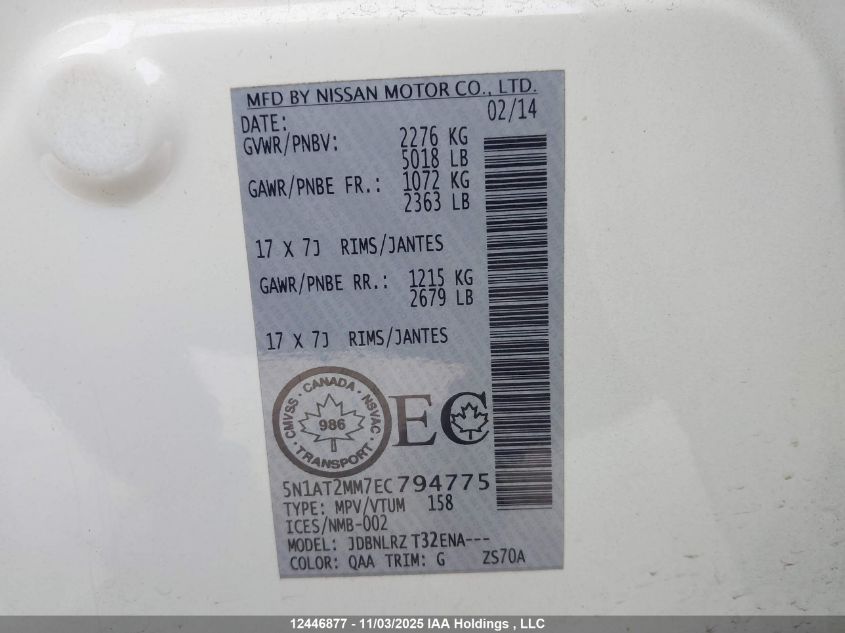 MFD BY NISSAN MOTOR CO., LTD.
DATE: 02/14
GVWR/PNBV: 2276 KG
5018 LB
GAWR/PNBE FR.: 1072 KG
2363 LB
17 X 7J RIMS/JANTES
GAWR/PNBE RR.: 1215 KG
2679 LB
17 X 7J RIMS/JANTES
CMVSS · CANADA · NSVAC
986
· TRANSPORT ·
EC
5N1AT2MM7EC794775
TYPE: MPV/VTUM 158
ICES/NMB-002
MODEL: JDBNLRZ T32ENA---
COLOR: QAA TRIM: G ZS70A
12446877 - 11/03/2025 IAA Holdings , LLC